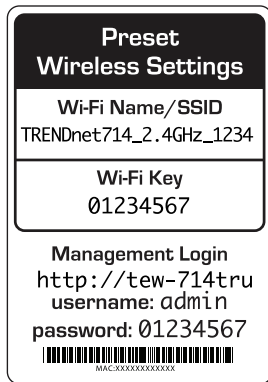 Preset
Wireless Settings
Wi-Fi Name/SSID
TRENDnet714_2.4GHz_1234
Wi-Fi Key
01234567
Management Login
http://tew-714tru
username: admin
password: 01234567
MAC:XXXXXXXXXXXX